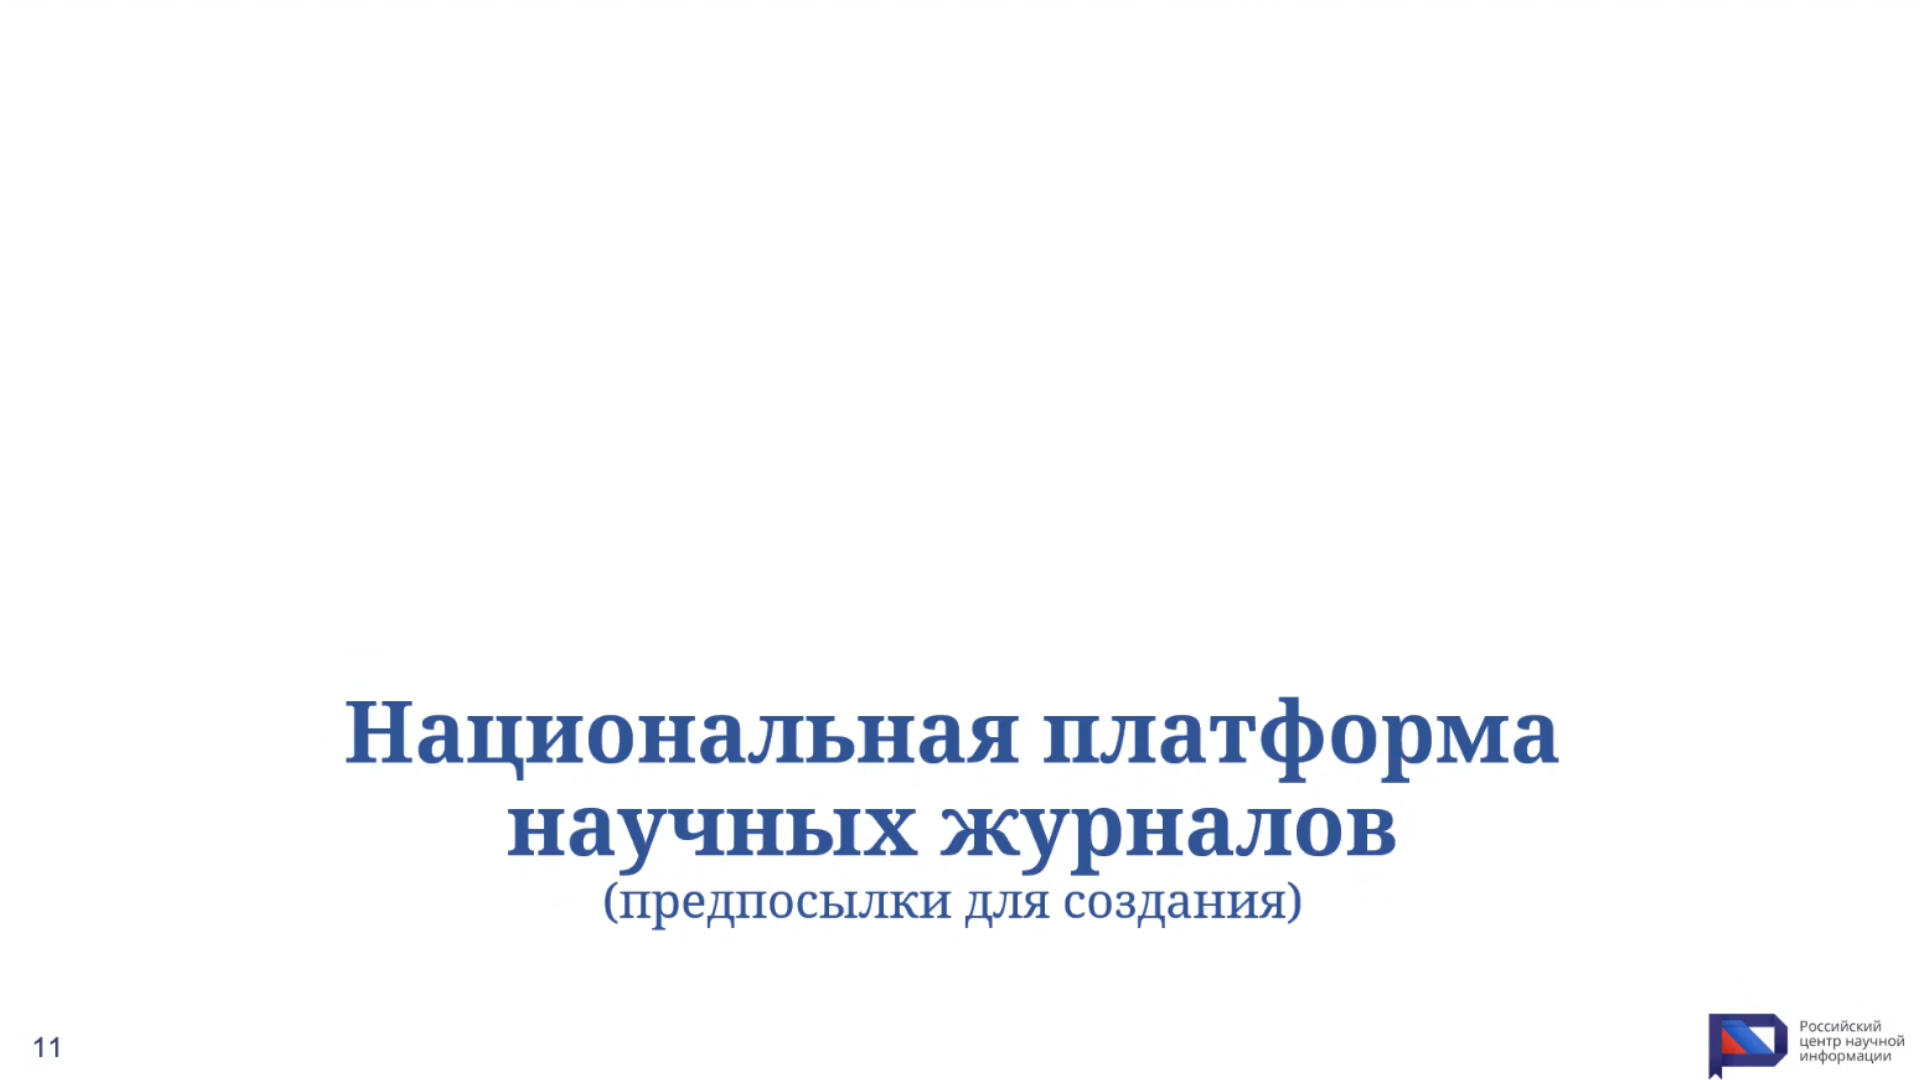 Национальная платформа
научных журналов
(предпосылки для создания)
11
Российский
центр научной
информации